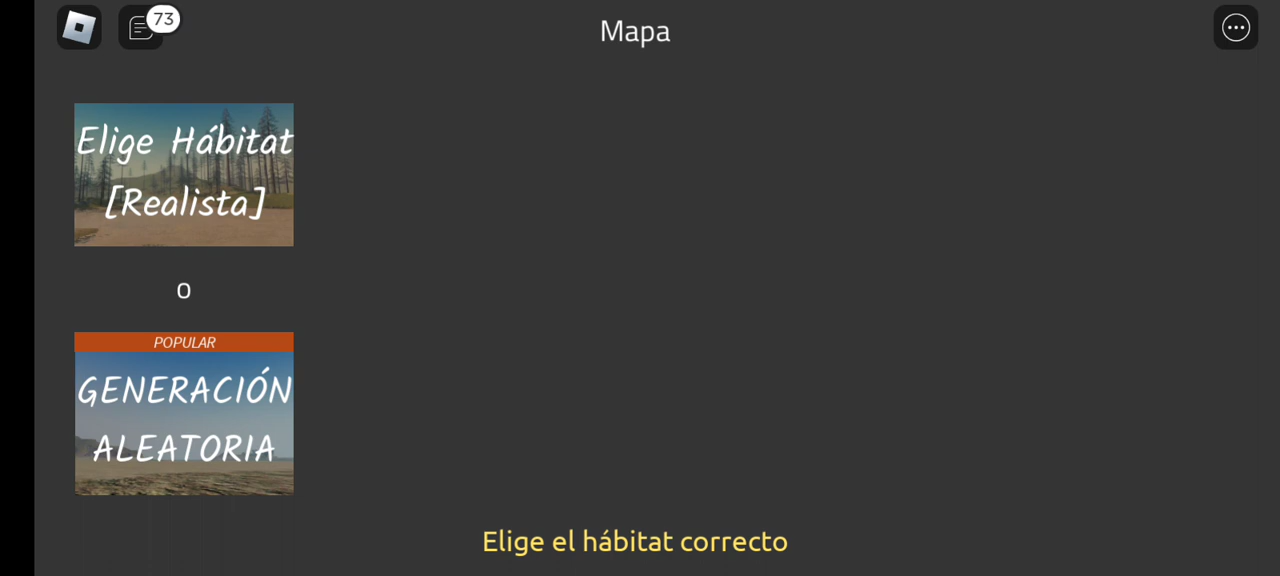 73
Mapa
Elige Hábitat
[Realista]
o
POPULAR
GENERACIÓN
ALEATORIA
Elige el hábitat correcto